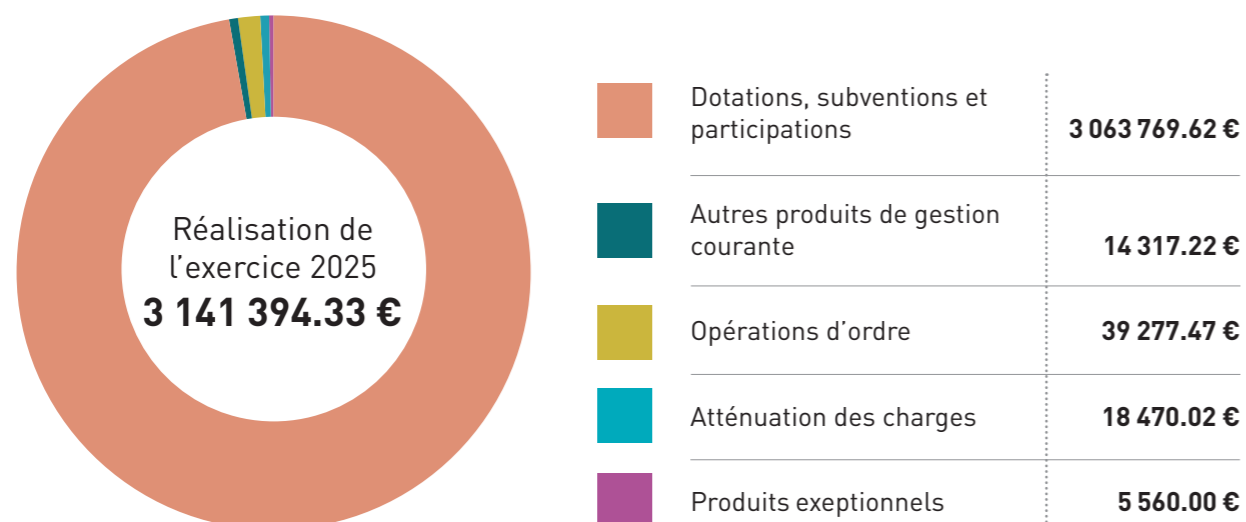 Réalisation de
l’exercice 2025
3 141 394.33 €
Dotations, subventions et
participations
3 063 769.62 €
Autres produits de gestion
courante
14 317.22 €
Opérations d’ordre
39 277.47 €
Atténuation des charges
18 470.02 €
Produits exeptionnels
5 560.00 €